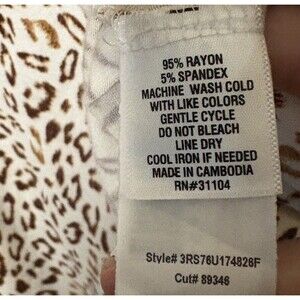 95% RAYON
5% SPANDEX
MACHINE WASH COLD
WITH LIKE COLORS
GENTLE CYCLE
DO NOT BLEACH
LINE DRY
COOL IRON IF NEEDED
MADE IN CAMBODIA
RN#31104
Style# 3RS76U174826F
Cut# 89346